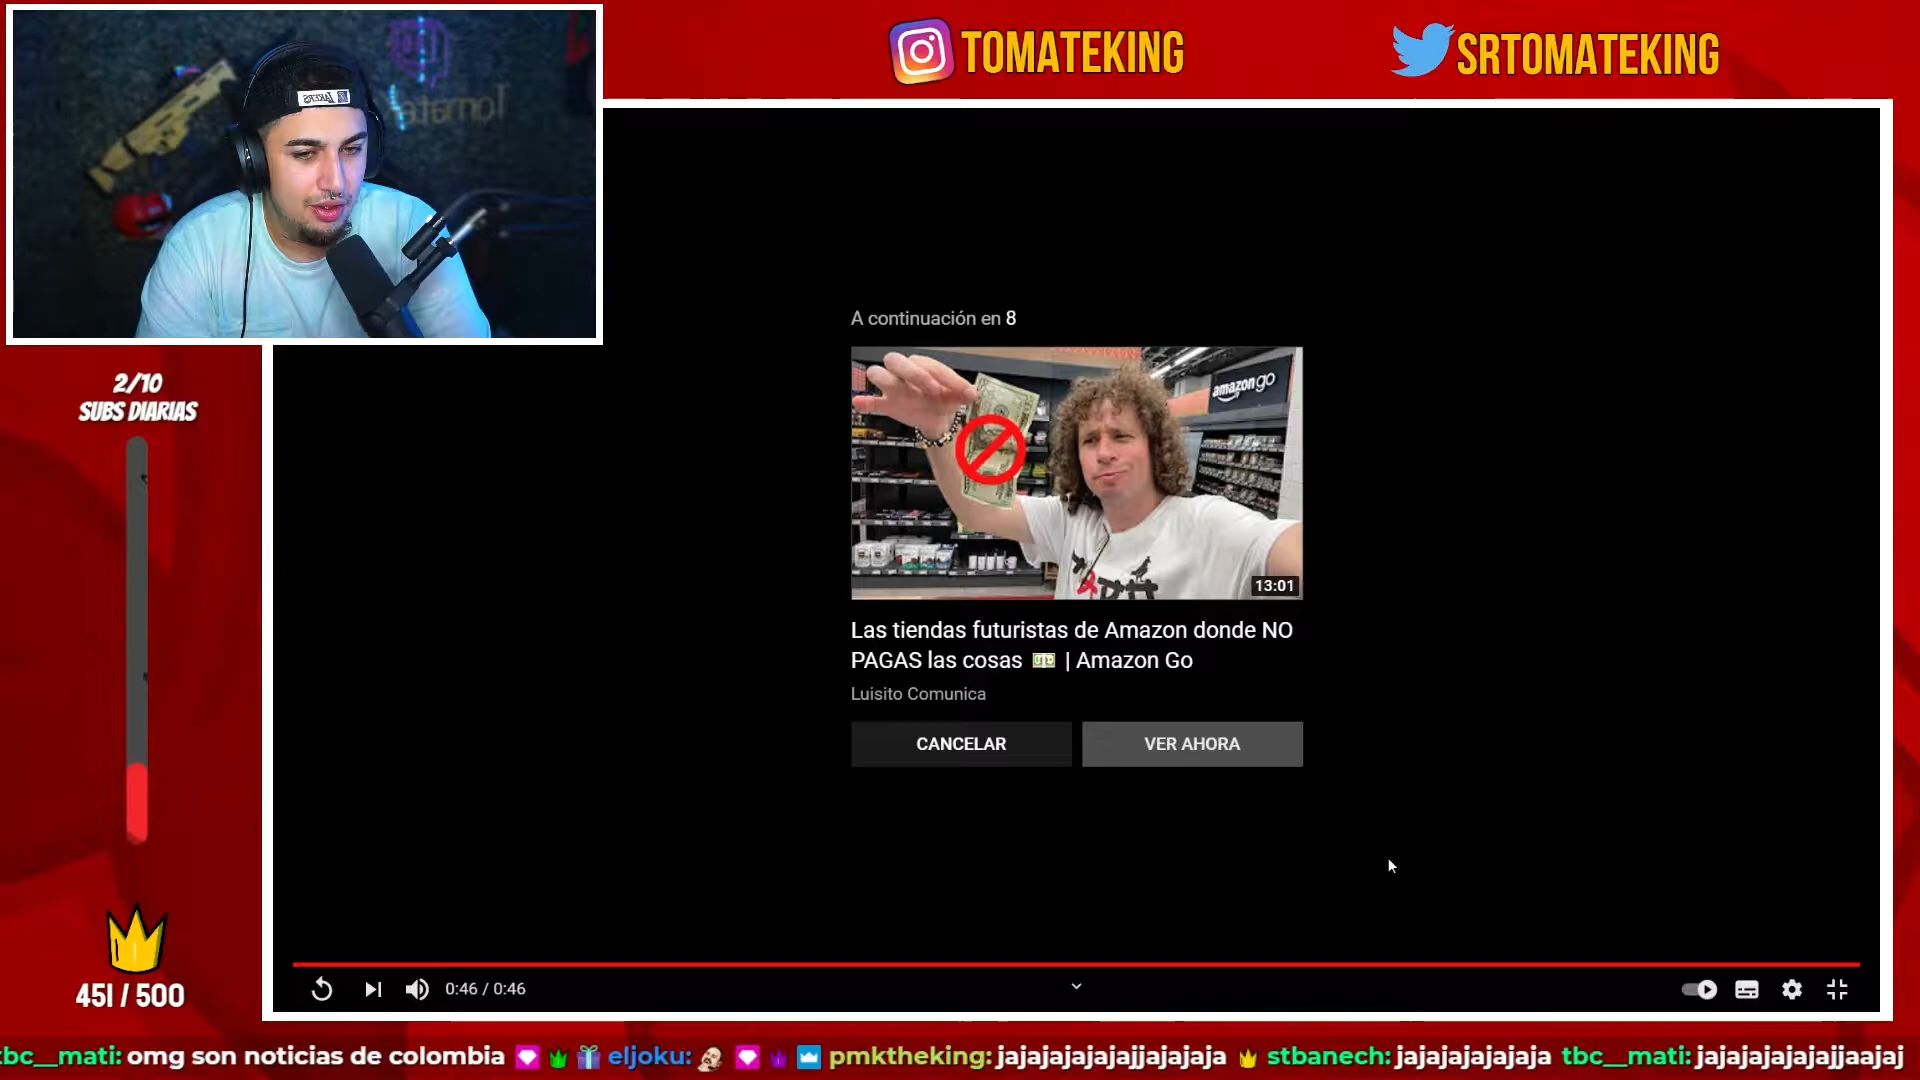 TOMATEKING
SRTOMATEKING
A continuación en 8
amazon go
13:01
Las tiendas futuristas de Amazon donde NO
PAGAS las cosas | Amazon Go
Luisito Comunica
CANCELAR
VER AHORA
2/10
SUBS DIARIAS
451 / 500
0:46 / 0:46
tbc__mati: omg son noticias de colombia eljoku: pmktheking: jajajajajajjajajaja stbanech: jajajajajajaja tbc__mati: jajajajajajjaajaj